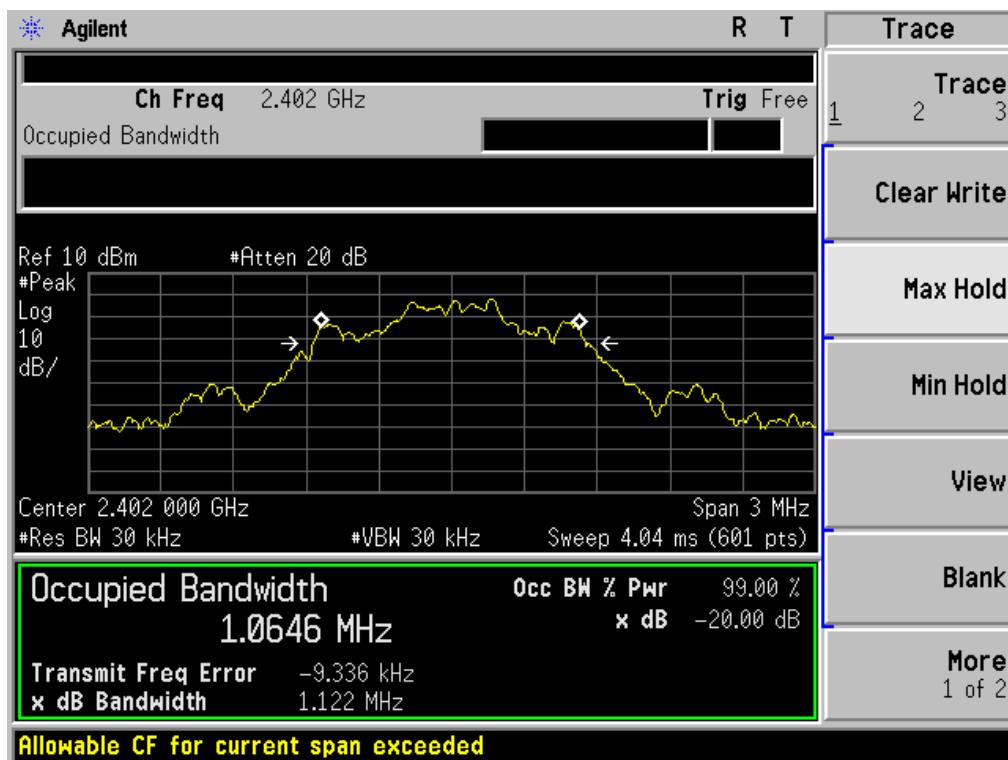 Agilent R T
Ch Freq 2.402 GHz Trig Free
Occupied Bandwidth
Ref 10 dBm #Atten 20 dB
#Peak
Log
10
dB/
Center 2.402 000 GHz Span 3 MHz
#Res BW 30 kHz #VBW 30 kHz Sweep 4.04 ms (601 pts)
Occupied Bandwidth Occ BW % Pwr 99.00 %
1.0646 MHz x dB -20.00 dB
Transmit Freq Error -9.336 kHz
x dB Bandwidth 1.122 MHz
Allowable CF for current span exceeded
Trace
Trace
1 2 3
Clear Write
Max Hold
Min Hold
View
Blank
More
1 of 2